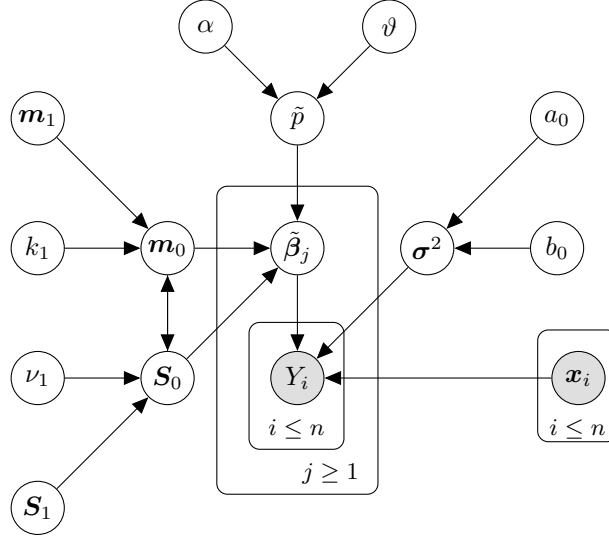 α ϑ
𝒎₁ p̃ a₀
k₁ 𝒎₀ 𝜷̃ⱼ 𝝈² b₀
ν₁ 𝑺₀ Yᵢ 𝒙ᵢ
i ≤ n i ≤ n
j ≥ 1
𝑺₁